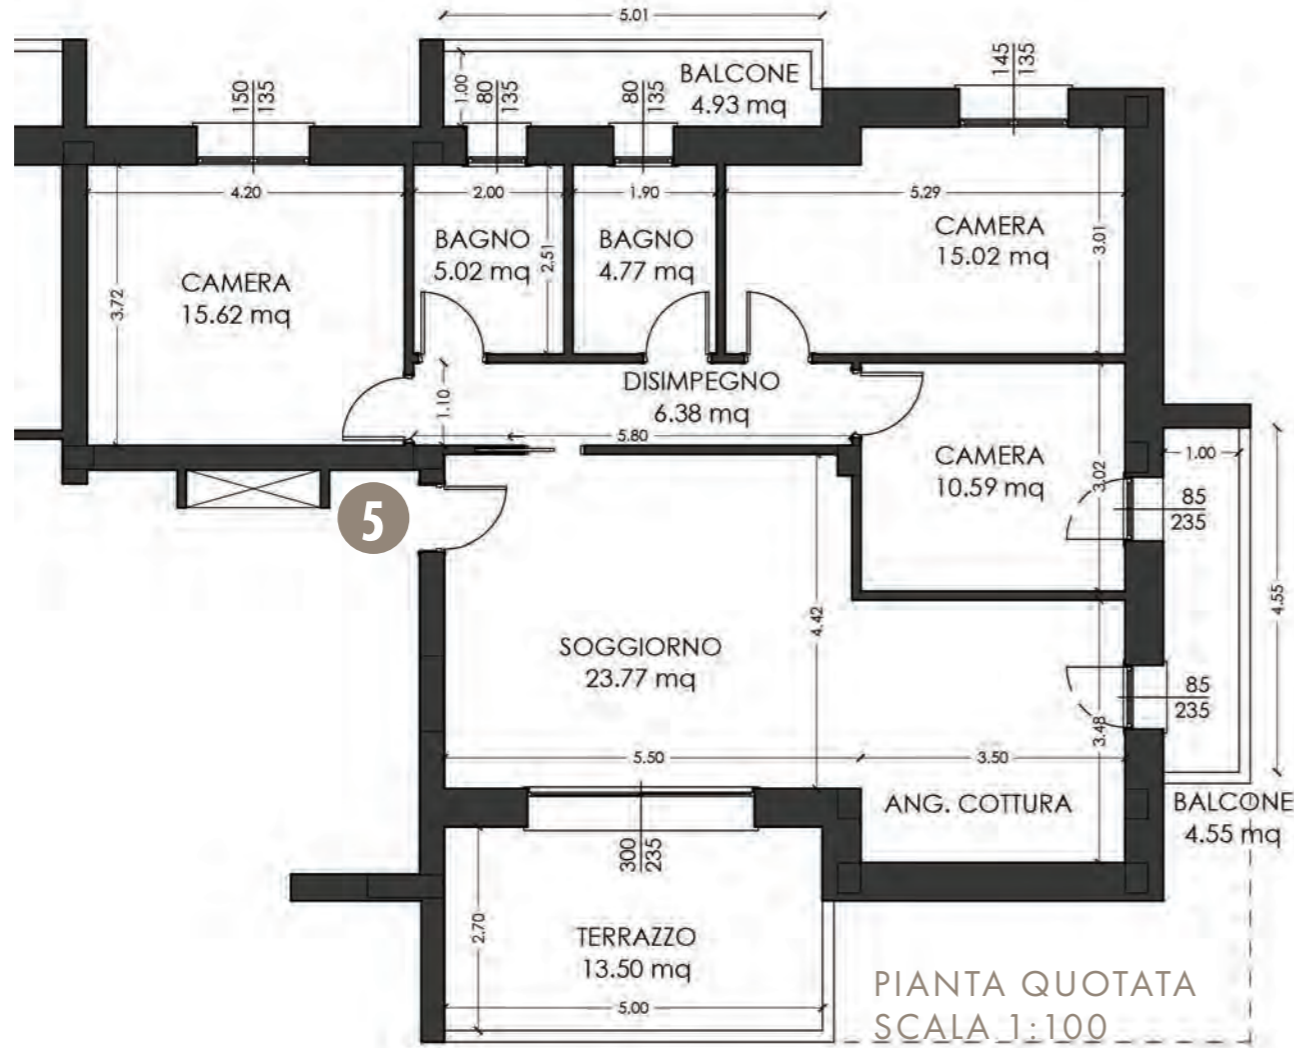 5.01
BALCONE
4.93 mq
1.00
150
135
80
135
80
135
145
135
4.20
2.00
1.90
5.29
CAMERA
15.62 mq
3.72
BAGNO
5.02 mq
2.51
BAGNO
4.77 mq
CAMERA
15.02 mq
3.01
DISIMPEGNO
6.38 mq
1.10
5.80
CAMERA
10.59 mq
3.02
1.00
85
235
4.55
5
SOGGIORNO
23.77 mq
4.42
85
235
3.48
5.50
3.50
ANG. COTTURA
BALCONE
4.55 mq
300
235
2.70
TERRAZZO
13.50 mq
5.00
PIANTA QUOTATA
SCALA 1:100